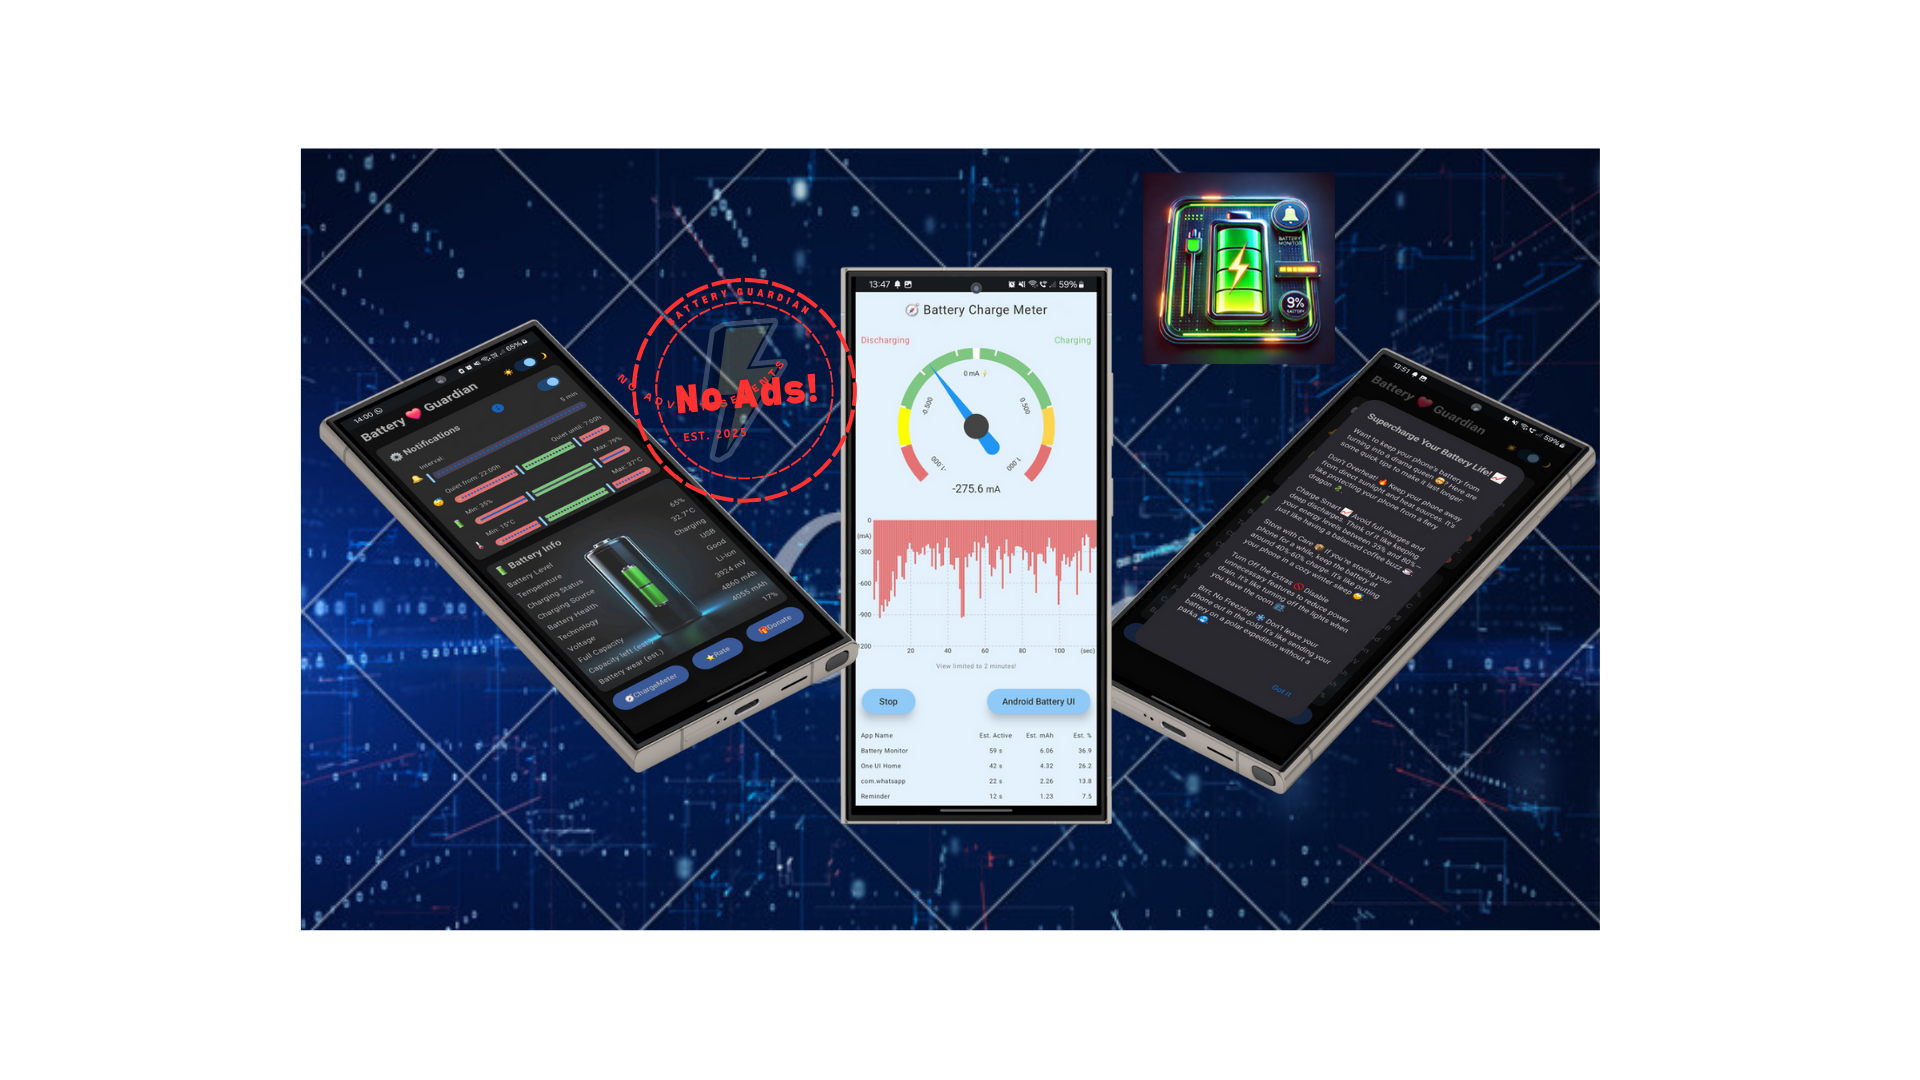 14:00
65%
Battery ❤️ Guardian
Notifications
Interval:
5 min
Quiet from: 22:00h
Quiet until: 7:00h
Min: 35%
Max: 79%
Min: 15°C
Max: 37°C
Battery Info
Battery Level
65%
Temperature
32.7°C
Charging Status
Charging
Charging Source
USB
Battery Health
Good
Technology
Li-ion
Voltage
3924 mV
Full Capacity
4860 mAh
Capacity left (est.)
4055 mAh
Battery wear (est.)
17%
ChargeMeter
Rate
Donate
BATTERY GUARDIAN
No Ads!
EST. 2025
13:47
59%
Battery Charge Meter
Discharging
Charging
0 mA ⚡
-0.500
0.500
-1.000
1.000
-275.6 mA
0
(mA)
-300
-600
-900
20
40
60
80
100
(sec)
View limited to 2 minutes!
Stop
Android Battery UI
App Name Est. Active Est. mAh Est. %
Battery Monitor 59 s 6.06 36.9
One UI Home 42 s 4.32 26.2
com.whatsapp 22 s 2.26 13.8
Reminder 12 s 1.23 7.5
BATTERY
MONITOR
9%
BATTERY
13:51
59%
Battery ❤️ Guardian
Supercharge Your Battery Life! 📈
Want to keep your phone's battery from
turning into a drama queen? Here are
some quick tips to make it last longer:
Don't Overheat! 🔥 Keep your phone away
from direct sunlight and heat sources. It's
like protecting your phone from a fiery
dragon
Charge Smart 📈 Avoid full charges and
deep discharges. Think of it like keeping
your energy levels between 35% and 80%—
just like having a balanced coffee buzz ☕
Store with Care If you're storing your
phone for a while, keep the battery at
around 40%-60% charge. It's like putting
your phone in a cozy winter sleep 😴
Turn Off the Extras 🚫 Disable
unnecessary features to reduce power
drain. It's like turning off the lights when
you leave the room
Brrr, No Freezing! ❄️ Don't leave your
phone out in the cold! It's like sending your
battery on a polar expedition without a
parka
Got it